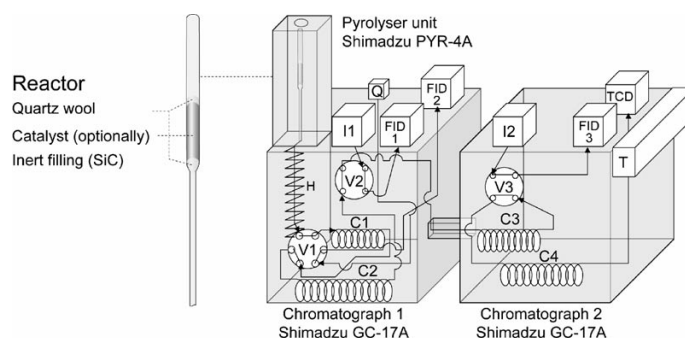 Pyrolyser unit
Shimadzu PYR-4A
Reactor
Quartz wool
Catalyst (optionally)
Inert filling (SiC)
Q
FID 2
I1
FID 1
V2
H
C1
V1
C2
I2
FID 3
TCD
T
V3
C3
C4
Chromatograph 1
Shimadzu GC-17A
Chromatograph 2
Shimadzu GC-17A